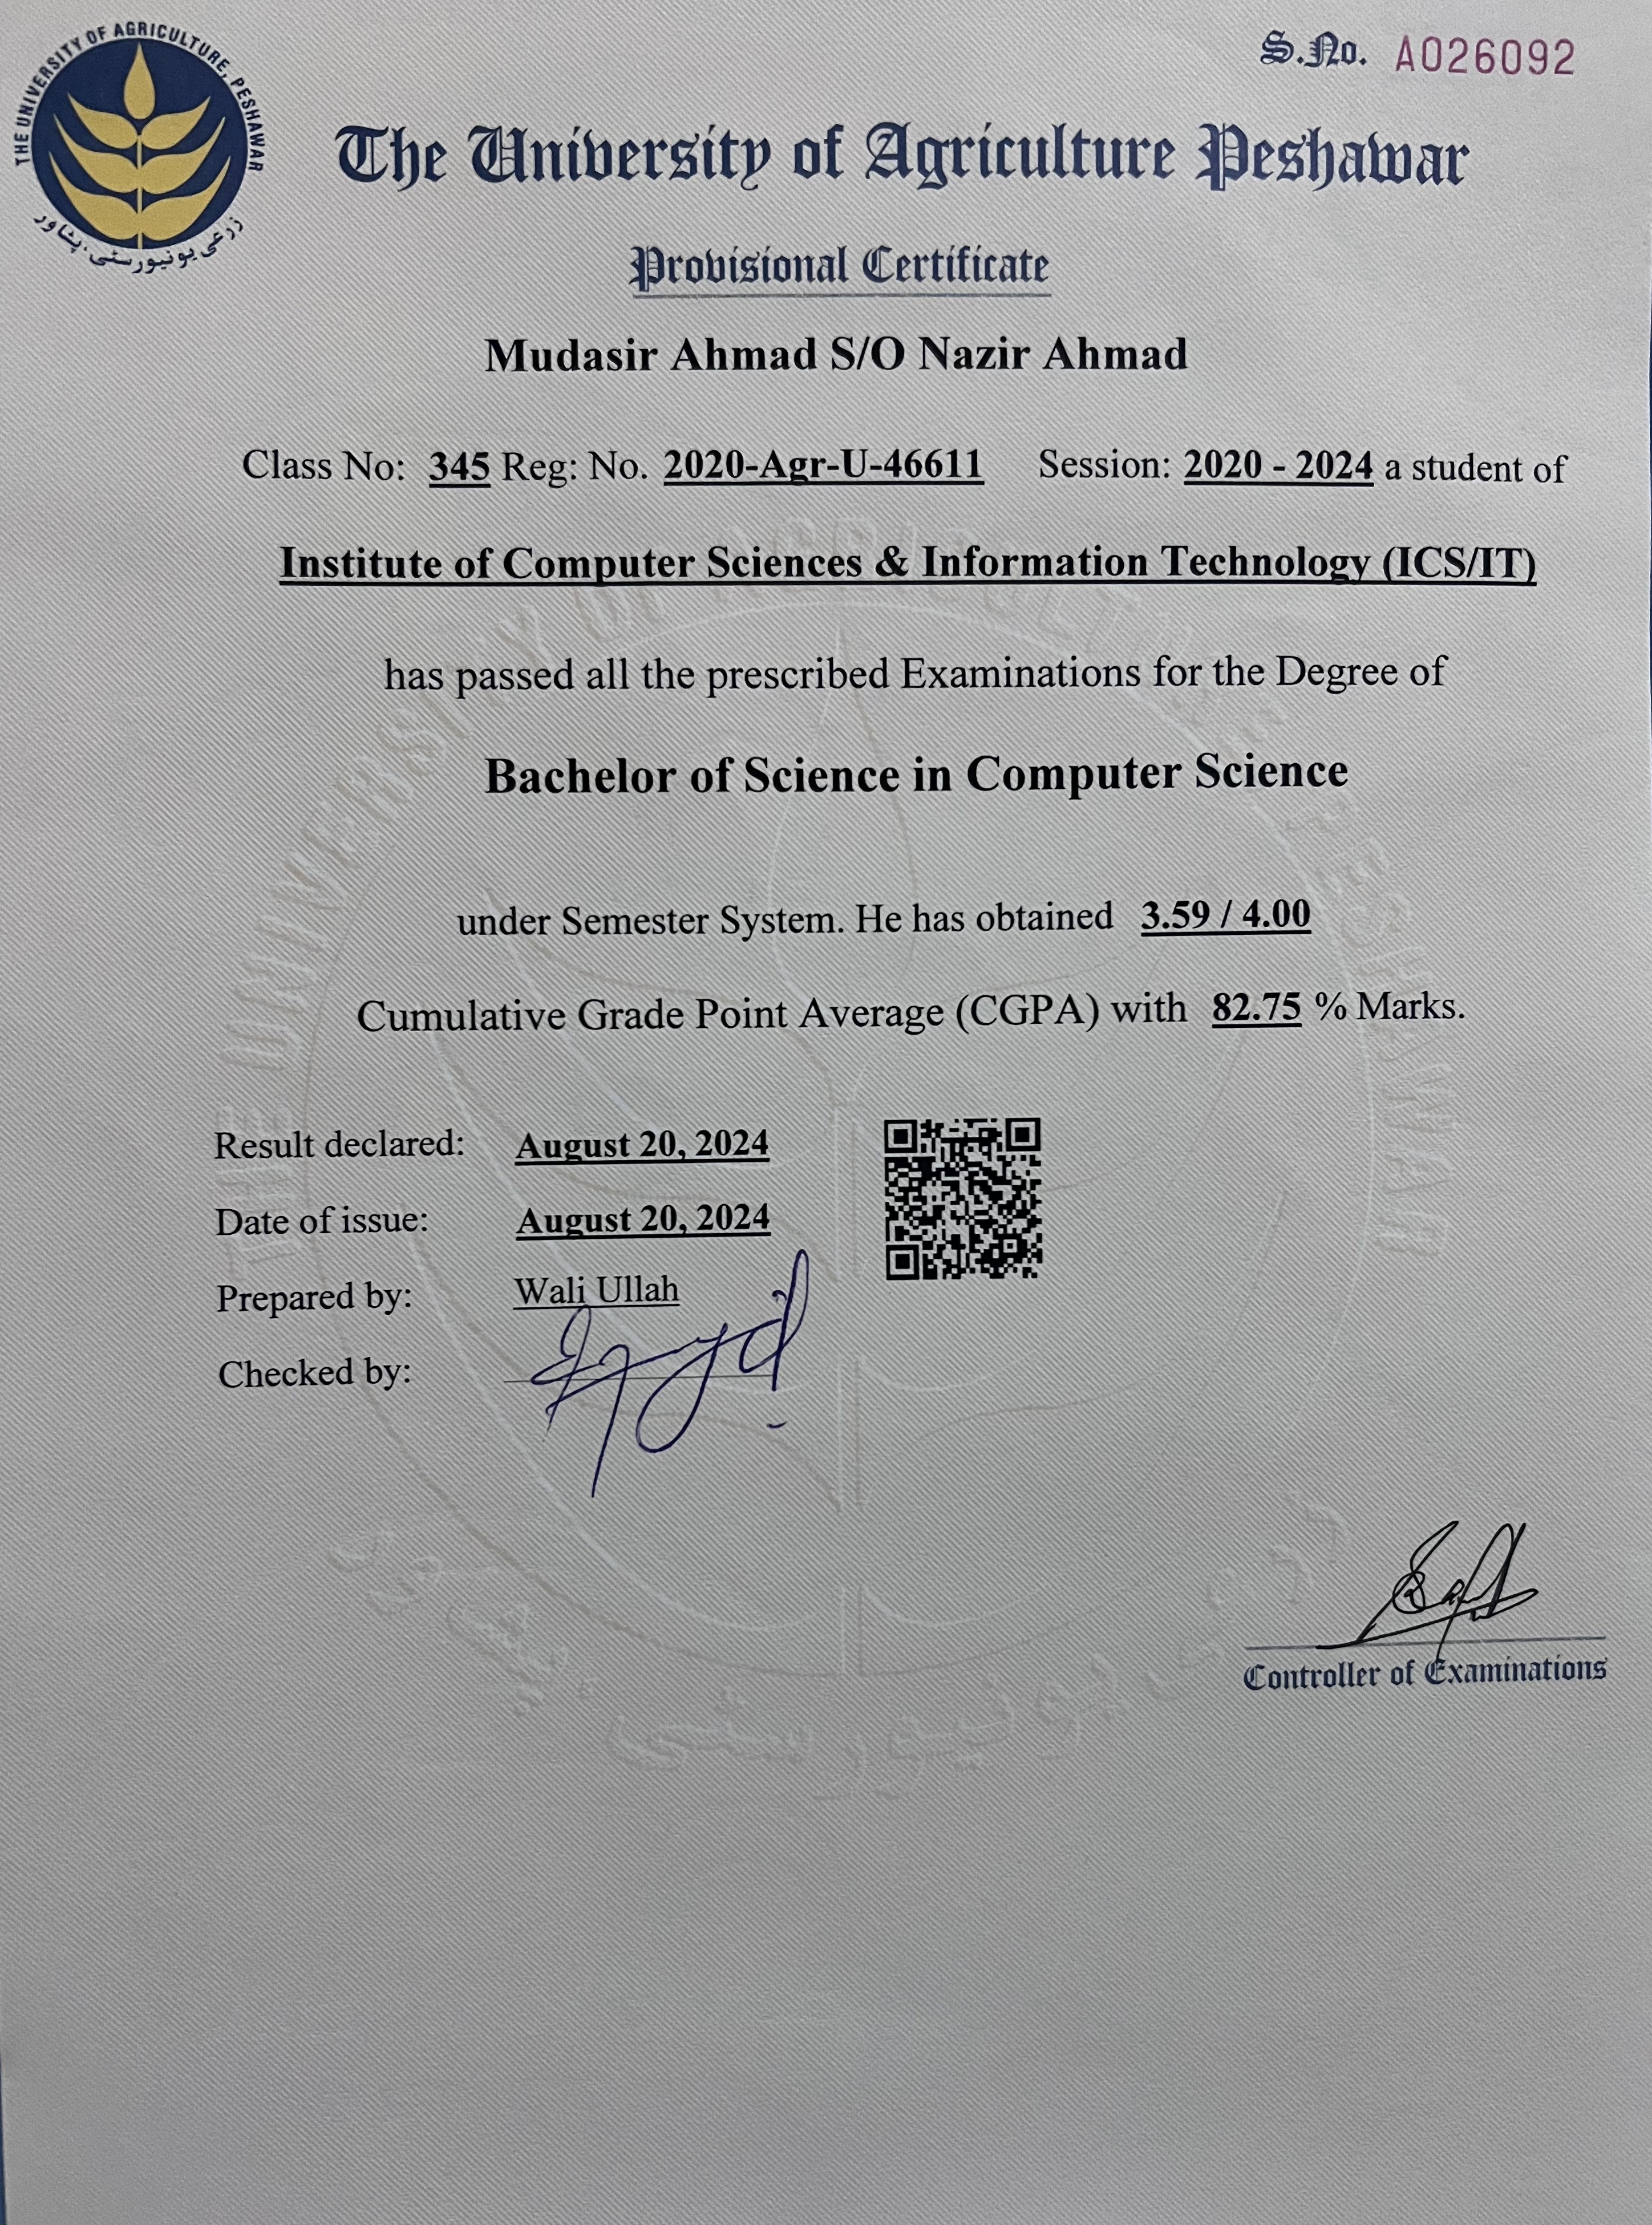 THE UNIVERSITY OF AGRICULTURE, PESHAWAR
زرعی یونیورسٹی، پشاور
S.No. A026092
The University of Agriculture Peshawar
Provisional Certificate
Mudasir Ahmad S/O Nazir Ahmad
Class No: 345 Reg: No. 2020-Agr-U-46611 Session: 2020 - 2024 a student of
Institute of Computer Sciences & Information Technology (ICS/IT)
has passed all the prescribed Examinations for the Degree of
Bachelor of Science in Computer Science
under Semester System. He has obtained 3.59 / 4.00
Cumulative Grade Point Average (CGPA) with 82.75 % Marks.
Result declared: August 20, 2024
Date of issue: August 20, 2024
Prepared by: Wali Ullah
Checked by:
Controller of Examinations